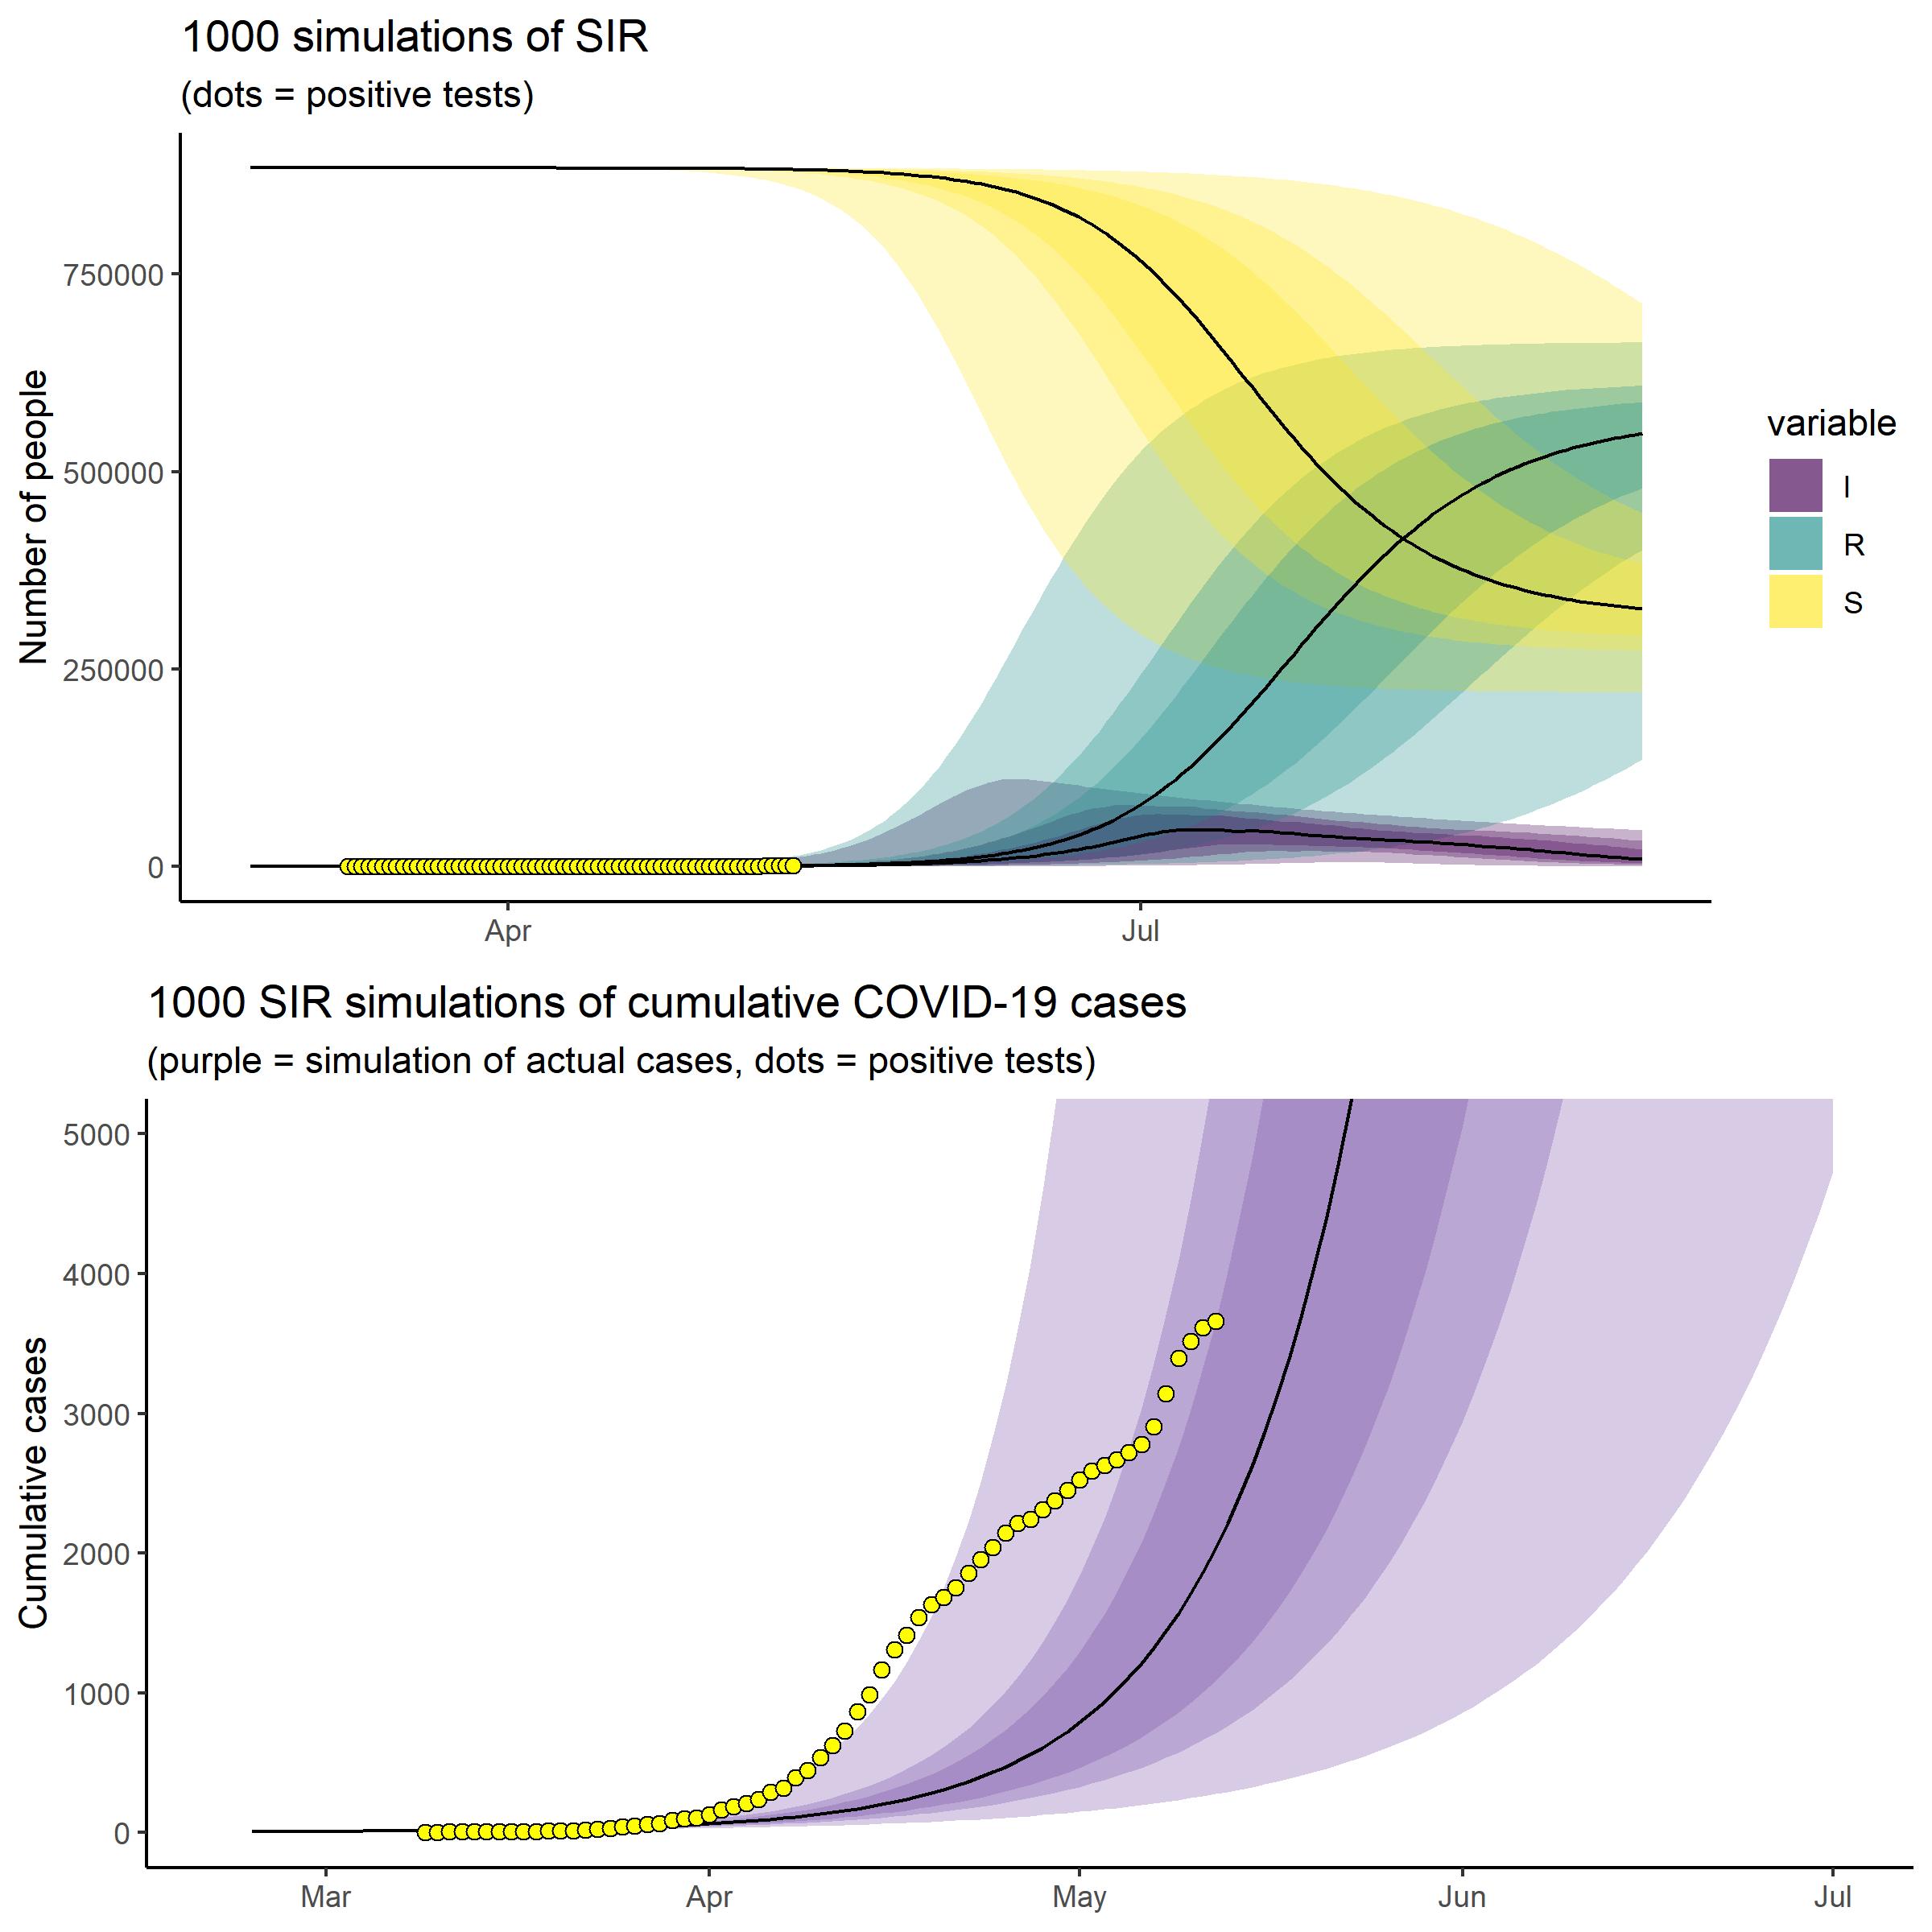 1000 simulations of SIR
(dots = positive tests)
Number of people
750000
500000
250000
0
Apr
Jul
variable
I
R
S
1000 SIR simulations of cumulative COVID-19 cases
(purple = simulation of actual cases, dots = positive tests)
Cumulative cases
5000
4000
3000
2000
1000
0
Mar
Apr
May
Jun
Jul